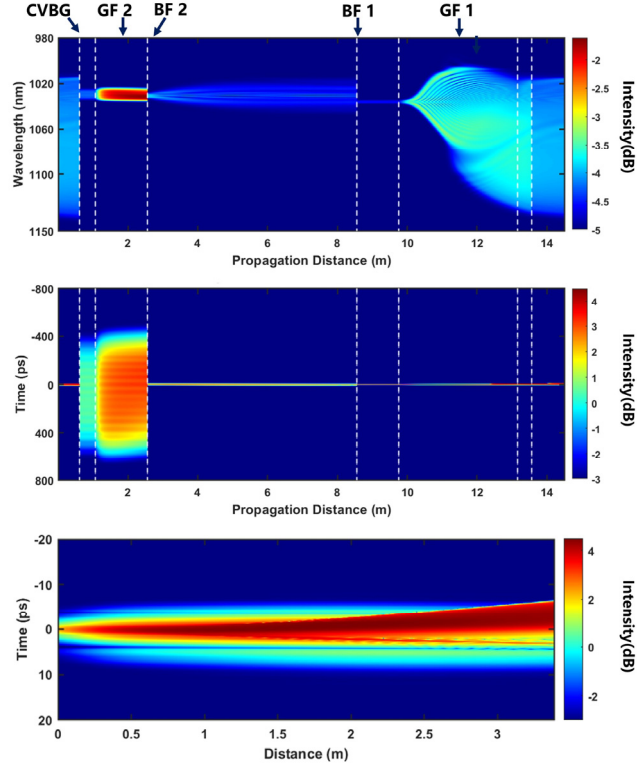 CVBG GF 2 BF 2 BF 1 GF 1
980
1020
1060
1100
1150
Wavelength (nm)
2 4 6 8 10 12 14
Propagation Distance (m)
-2
-2.5
-3
-3.5
-4
-4.5
-5
Intensity(dB)
-800
-400
0
400
800
Time (ps)
2 4 6 8 10 12 14
Propagation Distance (m)
4
3
2
1
0
-1
-2
-3
Intensity(dB)
-20
-10
0
10
20
Time (ps)
0 0.5 1 1.5 2 2.5 3
Distance (m)
4
2
0
-2
Intensity(dB)